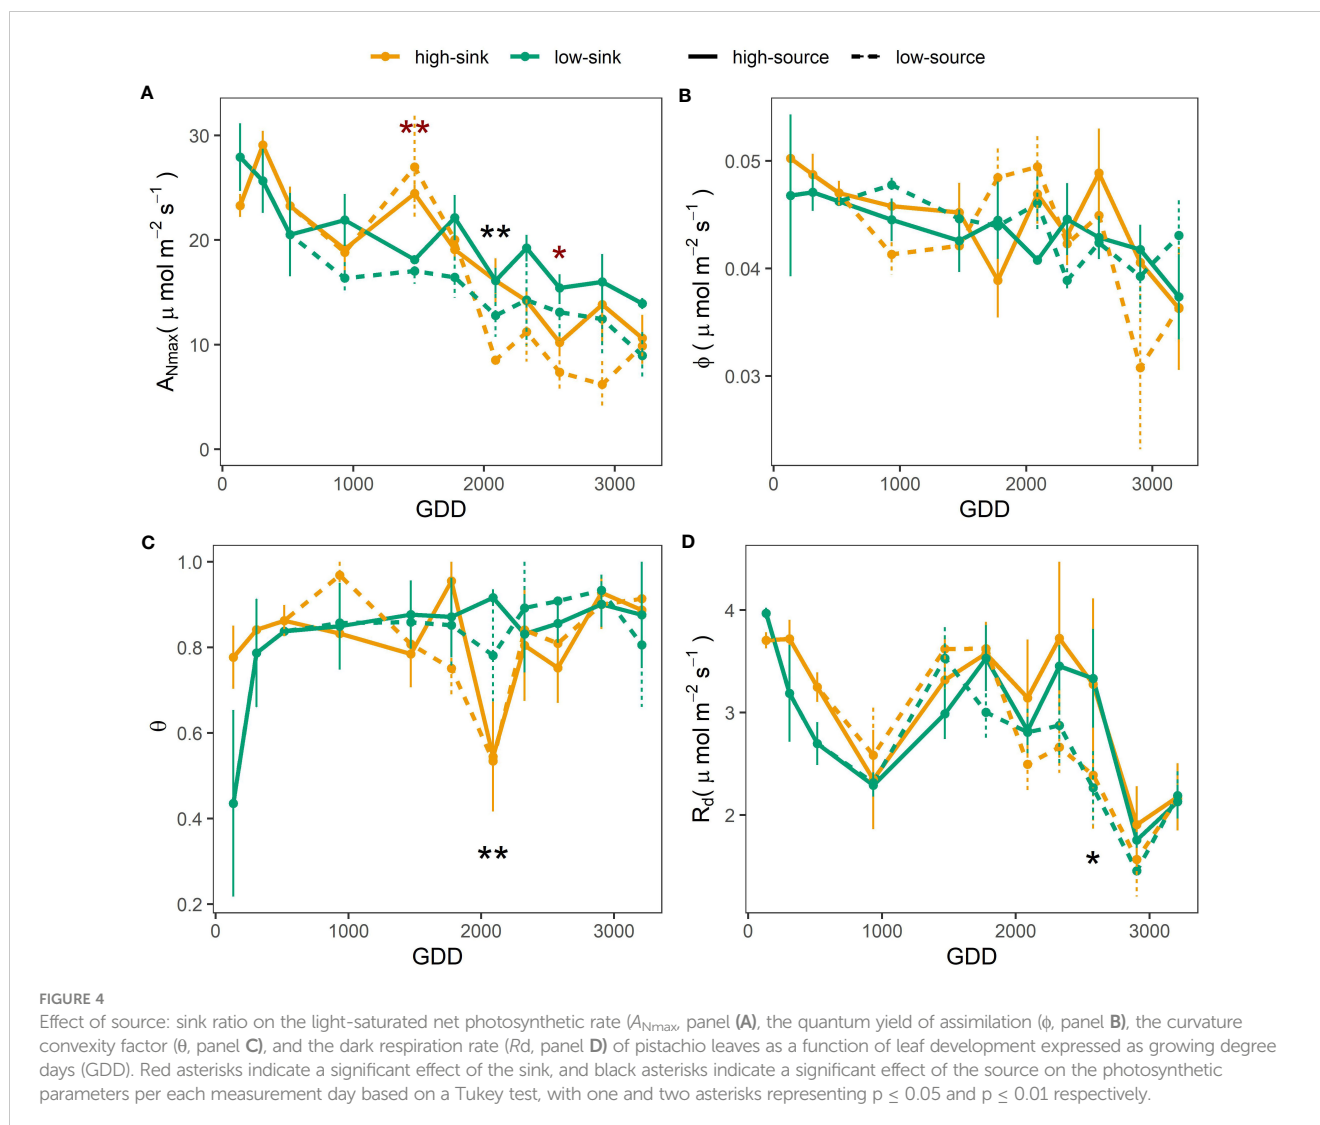 high-sink low-sink high-source low-source
A
A_Nmax( μ mol m⁻² s⁻¹ )
30
20
10
0
**
**
*
0 1000 2000 3000
GDD
B
ϕ ( μ mol m⁻² s⁻¹ )
0.05
0.04
0.03
0 1000 2000 3000
GDD
C
θ
1.0
0.8
0.6
0.4
0.2
**
0 1000 2000 3000
GDD
D
R_d( μ mol m⁻² s⁻¹ )
4
3
2
*
0 1000 2000 3000
GDD
FIGURE 4
Effect of source: sink ratio on the light-saturated net photosynthetic rate (A_Nmax, panel (A), the quantum yield of assimilation (ϕ, panel B), the curvature
convexity factor (θ, panel C), and the dark respiration rate (Rd, panel D) of pistachio leaves as a function of leaf development expressed as growing degree
days (GDD). Red asterisks indicate a significant effect of the sink, and black asterisks indicate a significant effect of the source on the photosynthetic
parameters per each measurement day based on a Tukey test, with one and two asterisks representing p ≤ 0.05 and p ≤ 0.01 respectively.